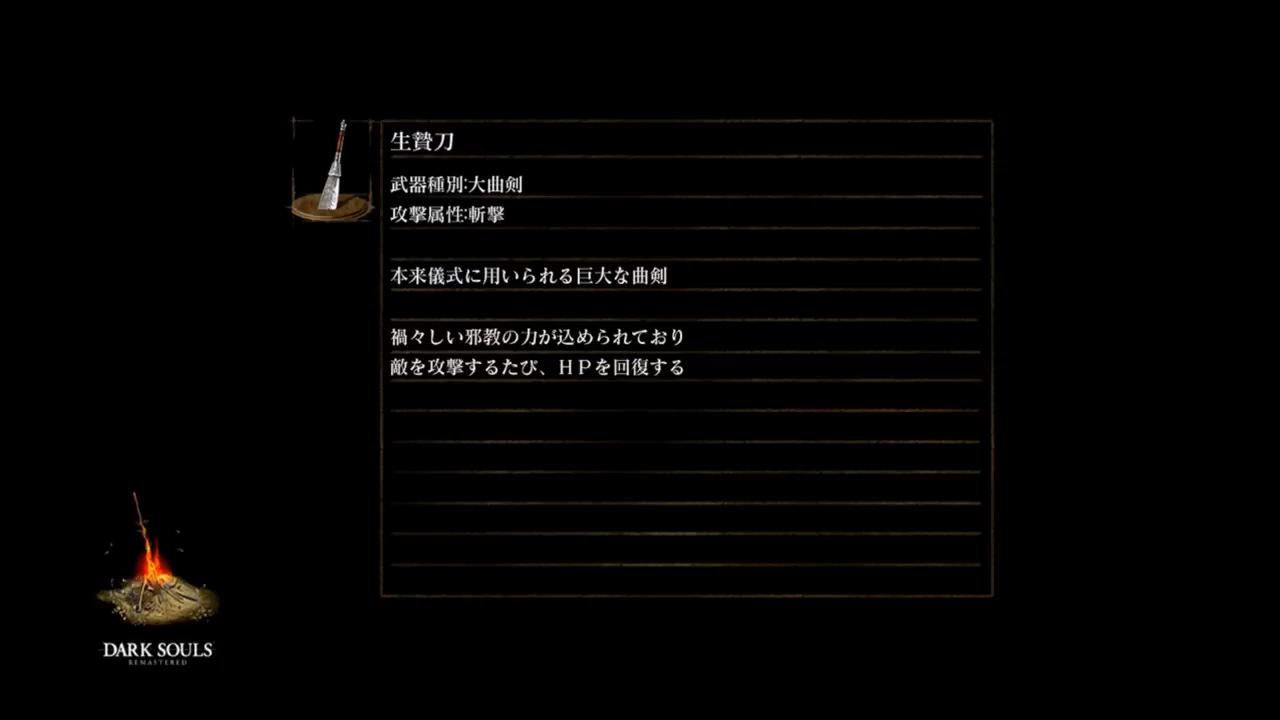 生贄刀
武器種別:大曲剣
攻撃属性:斬撃
本来儀式に用いられる巨大な曲剣
禍々しい邪教の力が込められており
敵を攻撃するたび、ＨＰを回復する
DARK SOULS
REMASTERED